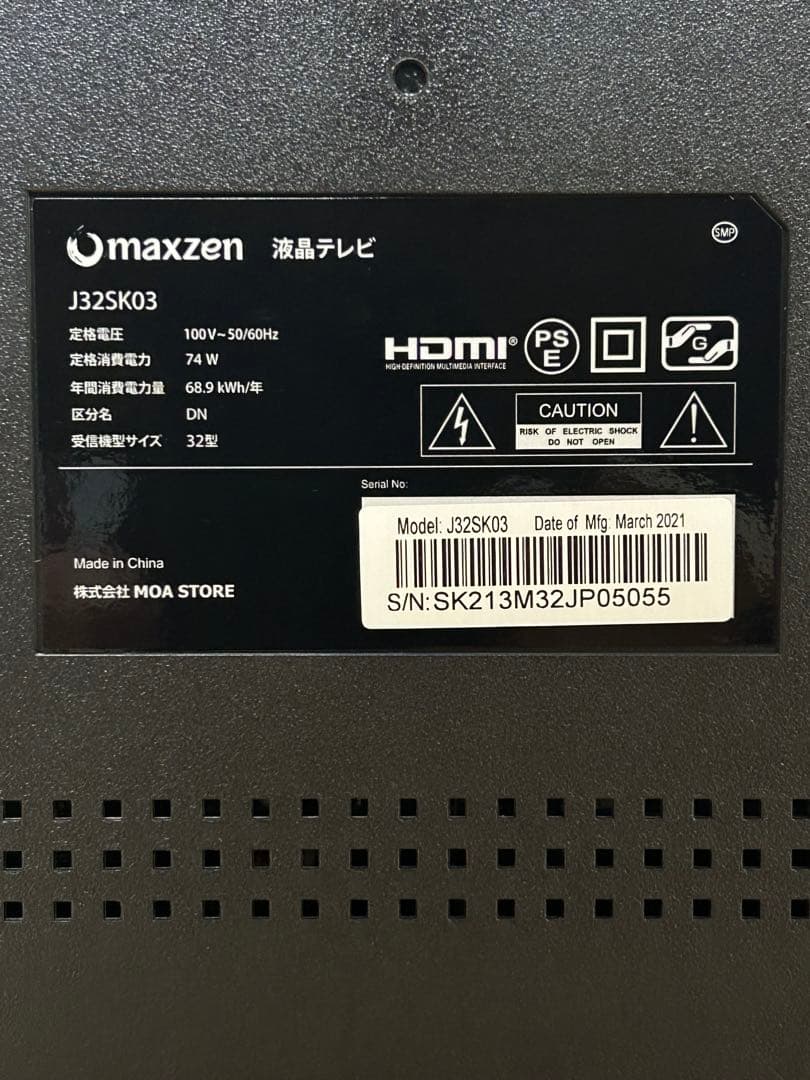 maxzen 液晶テレビ
SMP
J32SK03
定格電圧 100V~50/60Hz
定格消費電力 74 W
年間消費電力量 68.9 kWh/年
区分名 DN
受信機型サイズ 32型
HDMI®
HIGH-DEFINITION MULTIMEDIA INTERFACE
PS
E
G
CAUTION
RISK OF ELECTRIC SHOCK
DO NOT OPEN
Serial No:
Model: J32SK03 Date of Mfg: March 2021
S/N: SK213M32JP05055
Made in China
株式会社 MOA STORE